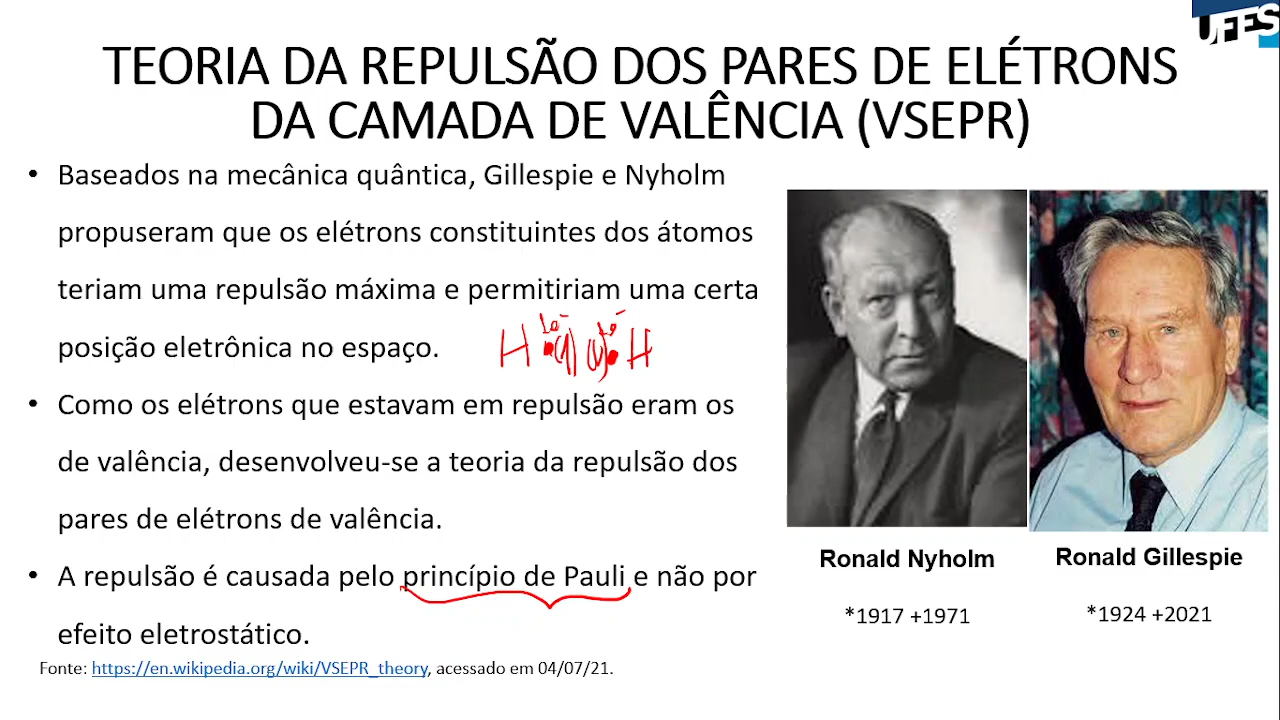 UFES
TEORIA DA REPULSÃO DOS PARES DE ELÉTRONS
DA CAMADA DE VALÊNCIA (VSEPR)
• Baseados na mecânica quântica, Gillespie e Nyholm
propuseram que os elétrons constituintes dos átomos
teriam uma repulsão máxima e permitiriam uma certa
posição eletrônica no espaço.
H H
• Como os elétrons que estavam em repulsão eram os
de valência, desenvolveu-se a teoria da repulsão dos
pares de elétrons de valência.
• A repulsão é causada pelo princípio de Pauli e não por
efeito eletrostático.
Fonte: https://en.wikipedia.org/wiki/VSEPR_theory, acessado em 04/07/21.
Ronald Nyholm
*1917 +1971
Ronald Gillespie
*1924 +2021